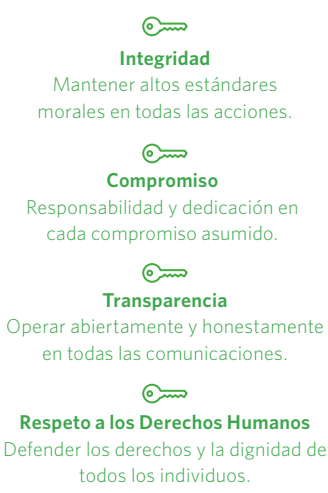 Integridad
Mantener altos estándares
morales en todas las acciones.
Compromiso
Responsabilidad y dedicación en
cada compromiso asumido.
Transparencia
Operar abiertamente y honestamente
en todas las comunicaciones.
Respeto a los Derechos Humanos
Defender los derechos y la dignidad de
todos los individuos.